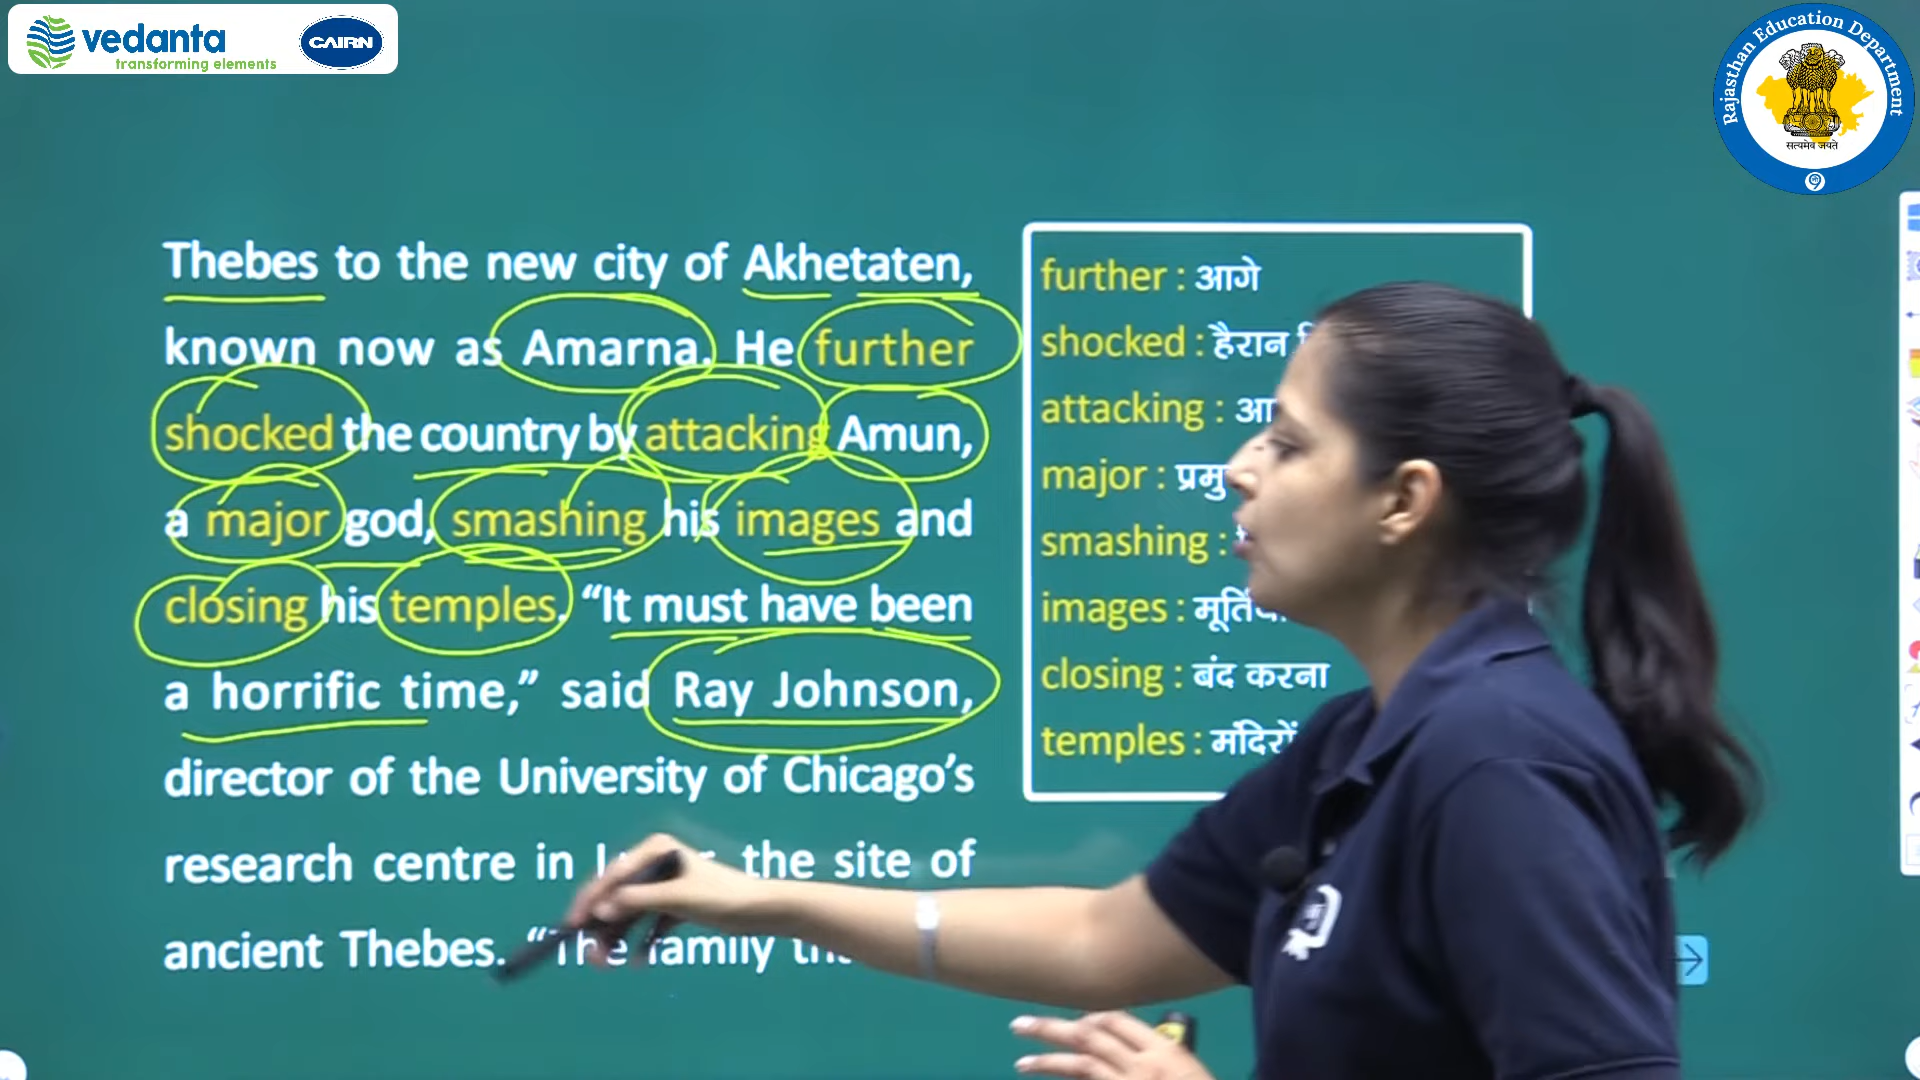 vedanta
transforming elements
CAIRN
Rajasthan Education Department
सत्यमेव जयते
Thebes to the new city of Akhetaten,
known now as Amarna. He further
shocked the country by attacking Amun,
a major god, smashing his images and
closing his temples. “It must have been
a horrific time,” said Ray Johnson,
director of the University of Chicago’s
research centre in the site of
ancient Thebes. “The family
further : आगे
shocked : हैरान
attacking :
major :
smashing :
images :
closing : बंद करना
temples : मंदिरों